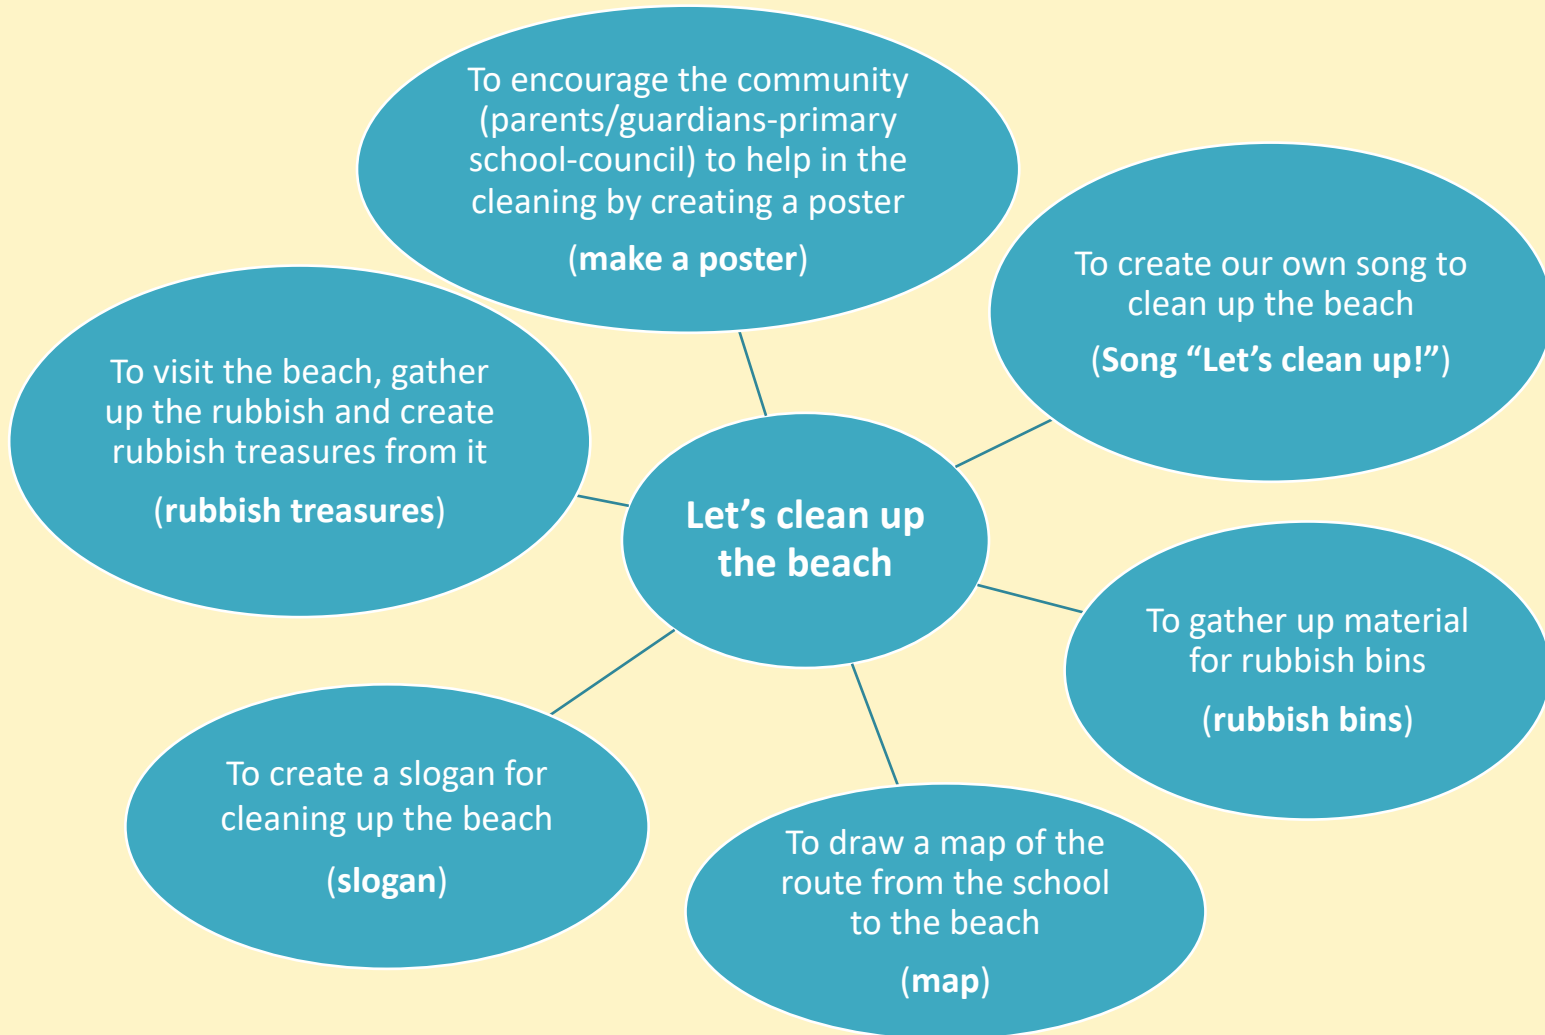 To encourage the community
(parents/guardians-primary
school-council) to help in the
cleaning by creating a poster
(make a poster)
To create our own song to
clean up the beach
(Song “Let’s clean up!”)
To visit the beach, gather
up the rubbish and create
rubbish treasures from it
(rubbish treasures)
Let’s clean up
the beach
To gather up material
for rubbish bins
(rubbish bins)
To create a slogan for
cleaning up the beach
(slogan)
To draw a map of the
route from the school
to the beach
(map)